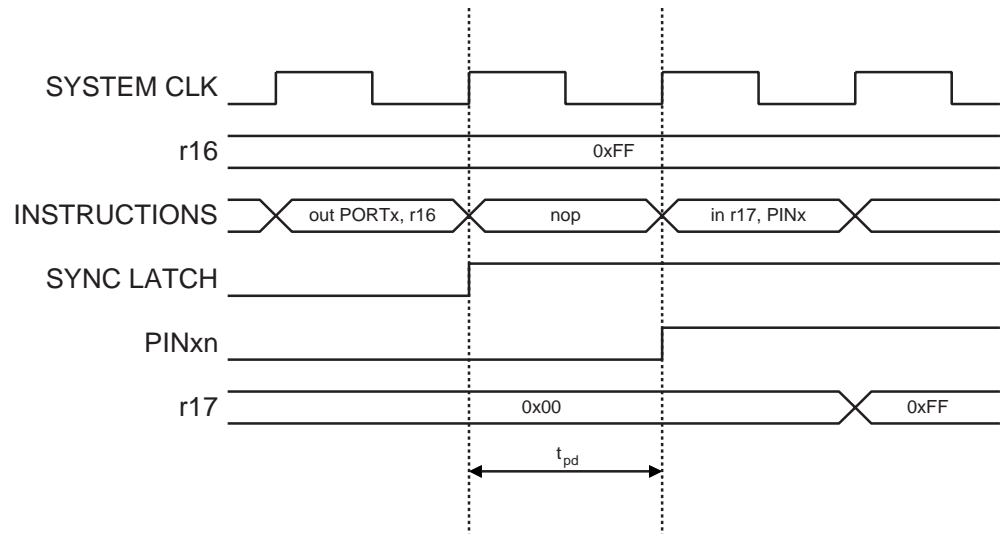 SYSTEM CLK
r16 0xFF
INSTRUCTIONS out PORTx, r16 nop in r17, PINx
SYNC LATCH
PINxn
r17 0x00 0xFF
tpd